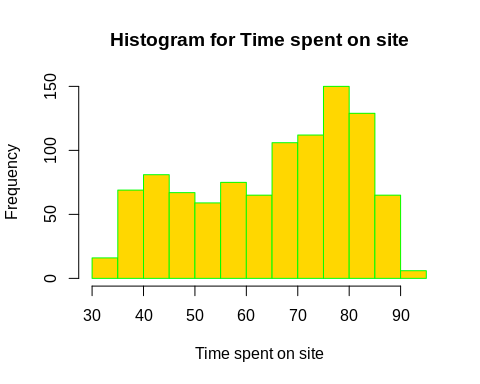 Histogram for Time spent on site
150
100
50
0
Frequency
30 40 50 60 70 80 90
Time spent on site